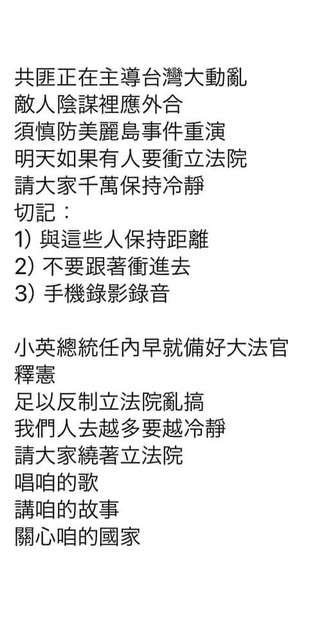 共匪正在主導台灣大動亂
敵人陰謀裡應外合
須慎防美麗島事件重演
明天如果有人要衝立法院
請大家千萬保持冷靜
切記：
1) 與這些人保持距離
2) 不要跟著衝進去
3) 手機錄影錄音

小英總統任內早就備好大法官
釋憲
足以反制立法院亂搞
我們人去越多要越冷靜
請大家繞著立法院
唱咱的歌
講咱的故事
關心咱的國家